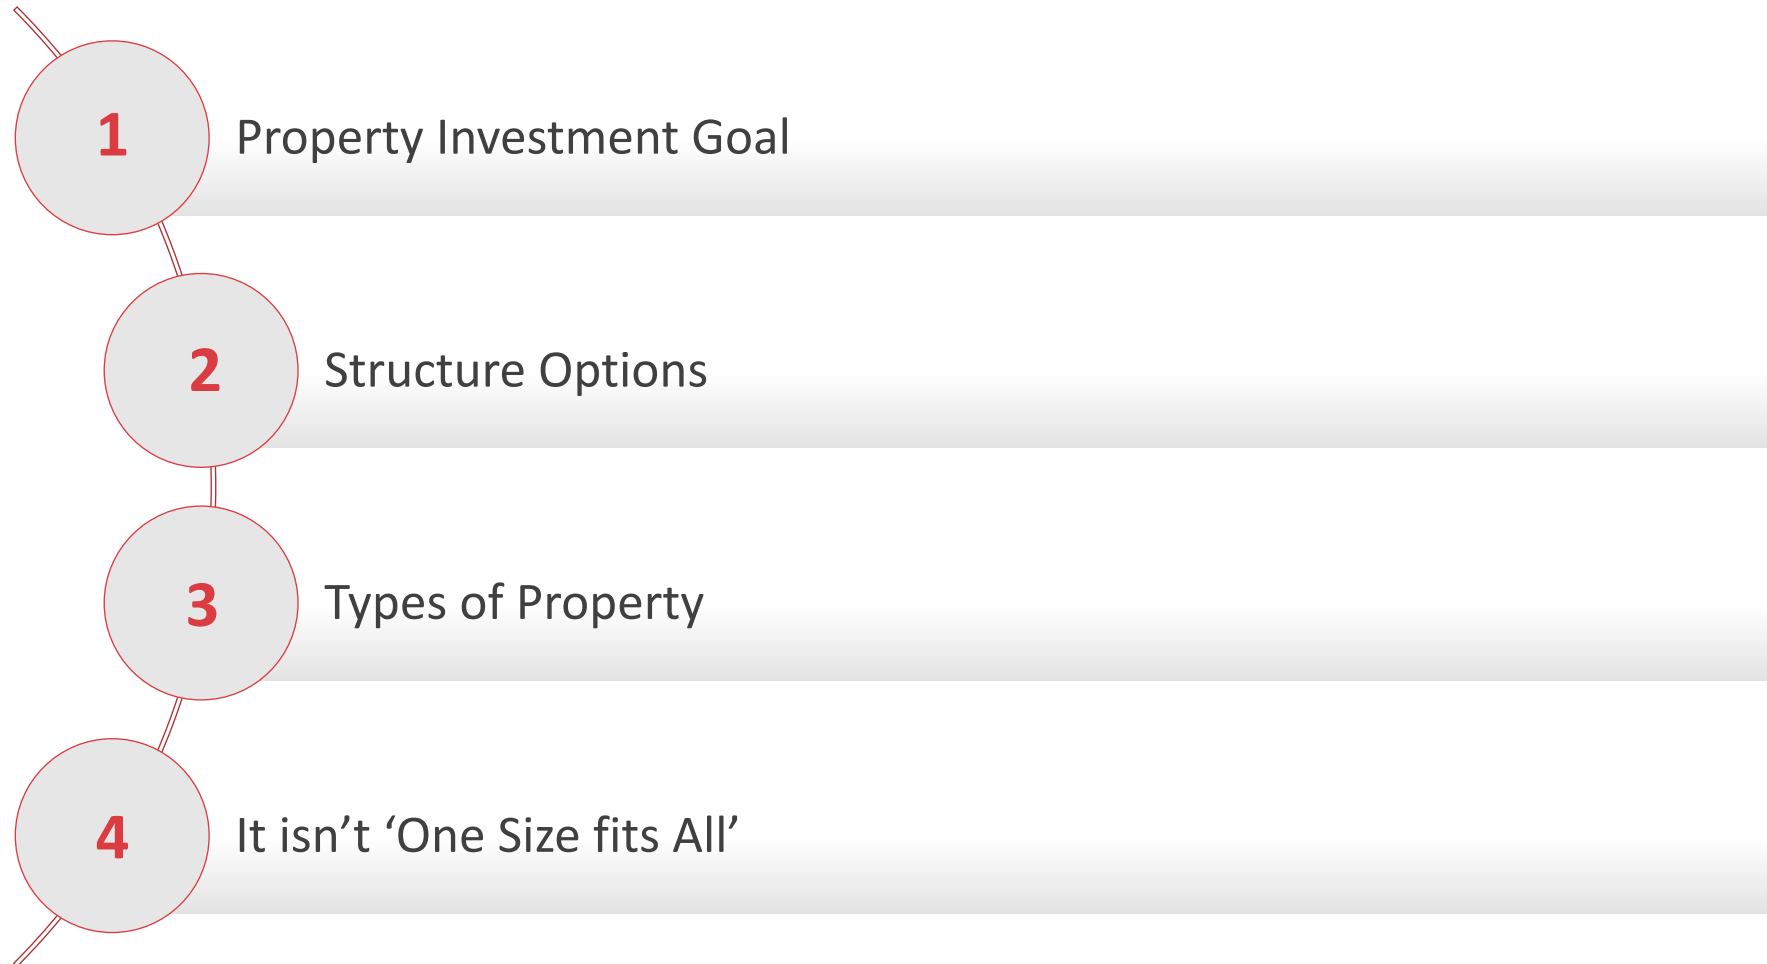 1
Property Investment Goal
2
Structure Options
3
Types of Property
4
It isn’t ‘One Size fits All’